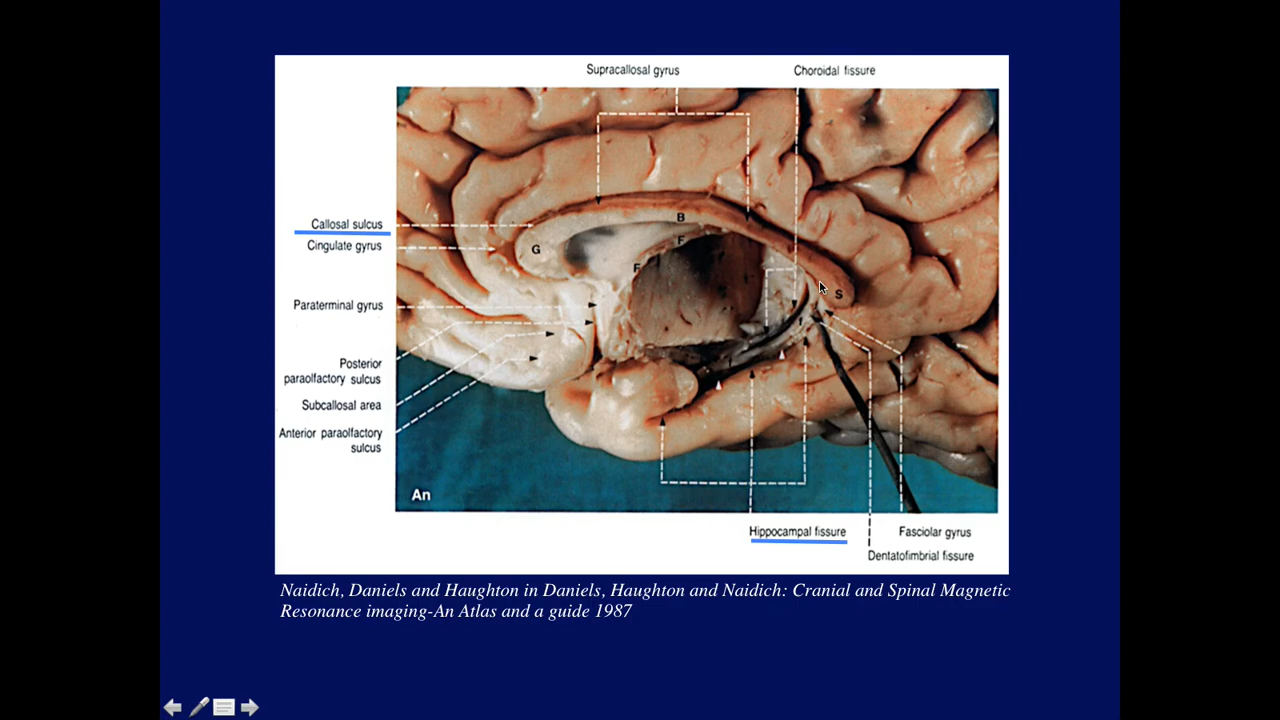 Supracallosal gyrus
Choroidal fissure
Callosal sulcus
Cingulate gyrus
Paraterminal gyrus
Posterior
paraolfactory sulcus
Subcallosal area
Anterior paraolfactory
sulcus
B
F
G
F
S
f
f
An
Hippocampal fissure
Fasciolar gyrus
Dentatofimbrial fissure
Naidich, Daniels and Haughton in Daniels, Haughton and Naidich: Cranial and Spinal Magnetic
Resonance imaging-An Atlas and a guide 1987